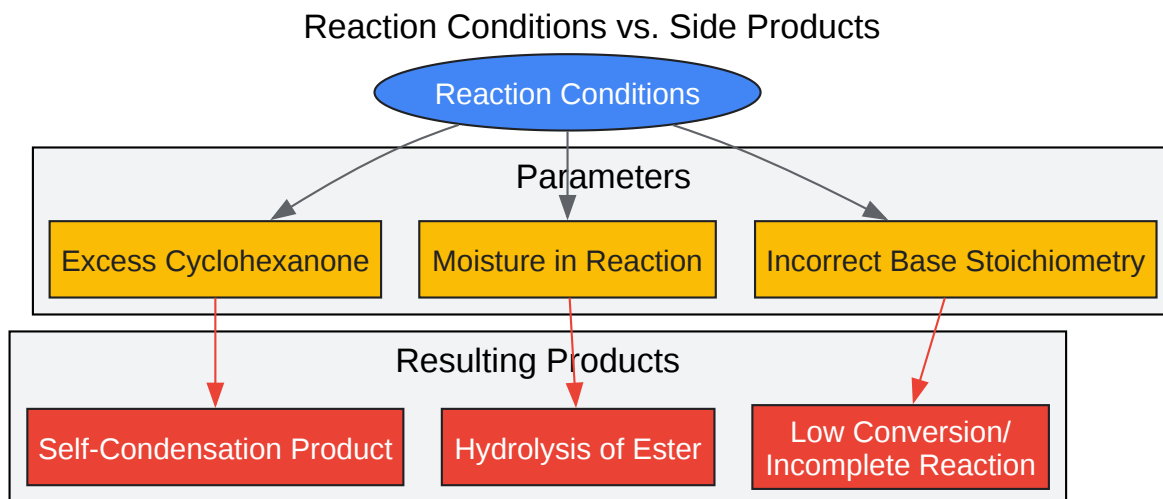 Reaction Conditions vs. Side Products
Reaction Conditions
Parameters
Excess Cyclohexanone
Moisture in Reaction
Incorrect Base Stoichiometry
Resulting Products
Self-Condensation Product
Hydrolysis of Ester
Low Conversion/
Incomplete Reaction